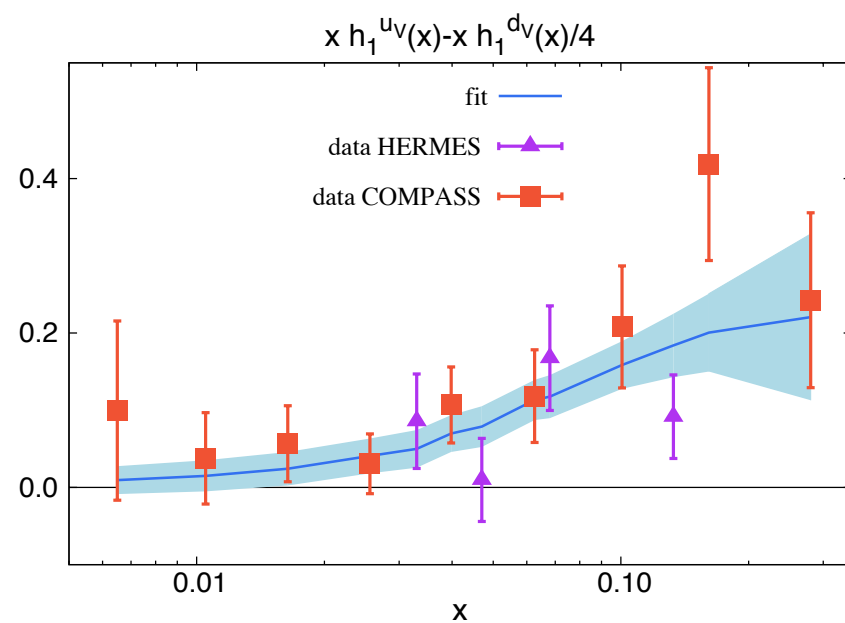 x h₁ᵘⱽ(x)-x h₁ᵈⱽ(x)/4
fit
data HERMES
data COMPASS
0.4
0.2
0.0
0.01 0.10
x